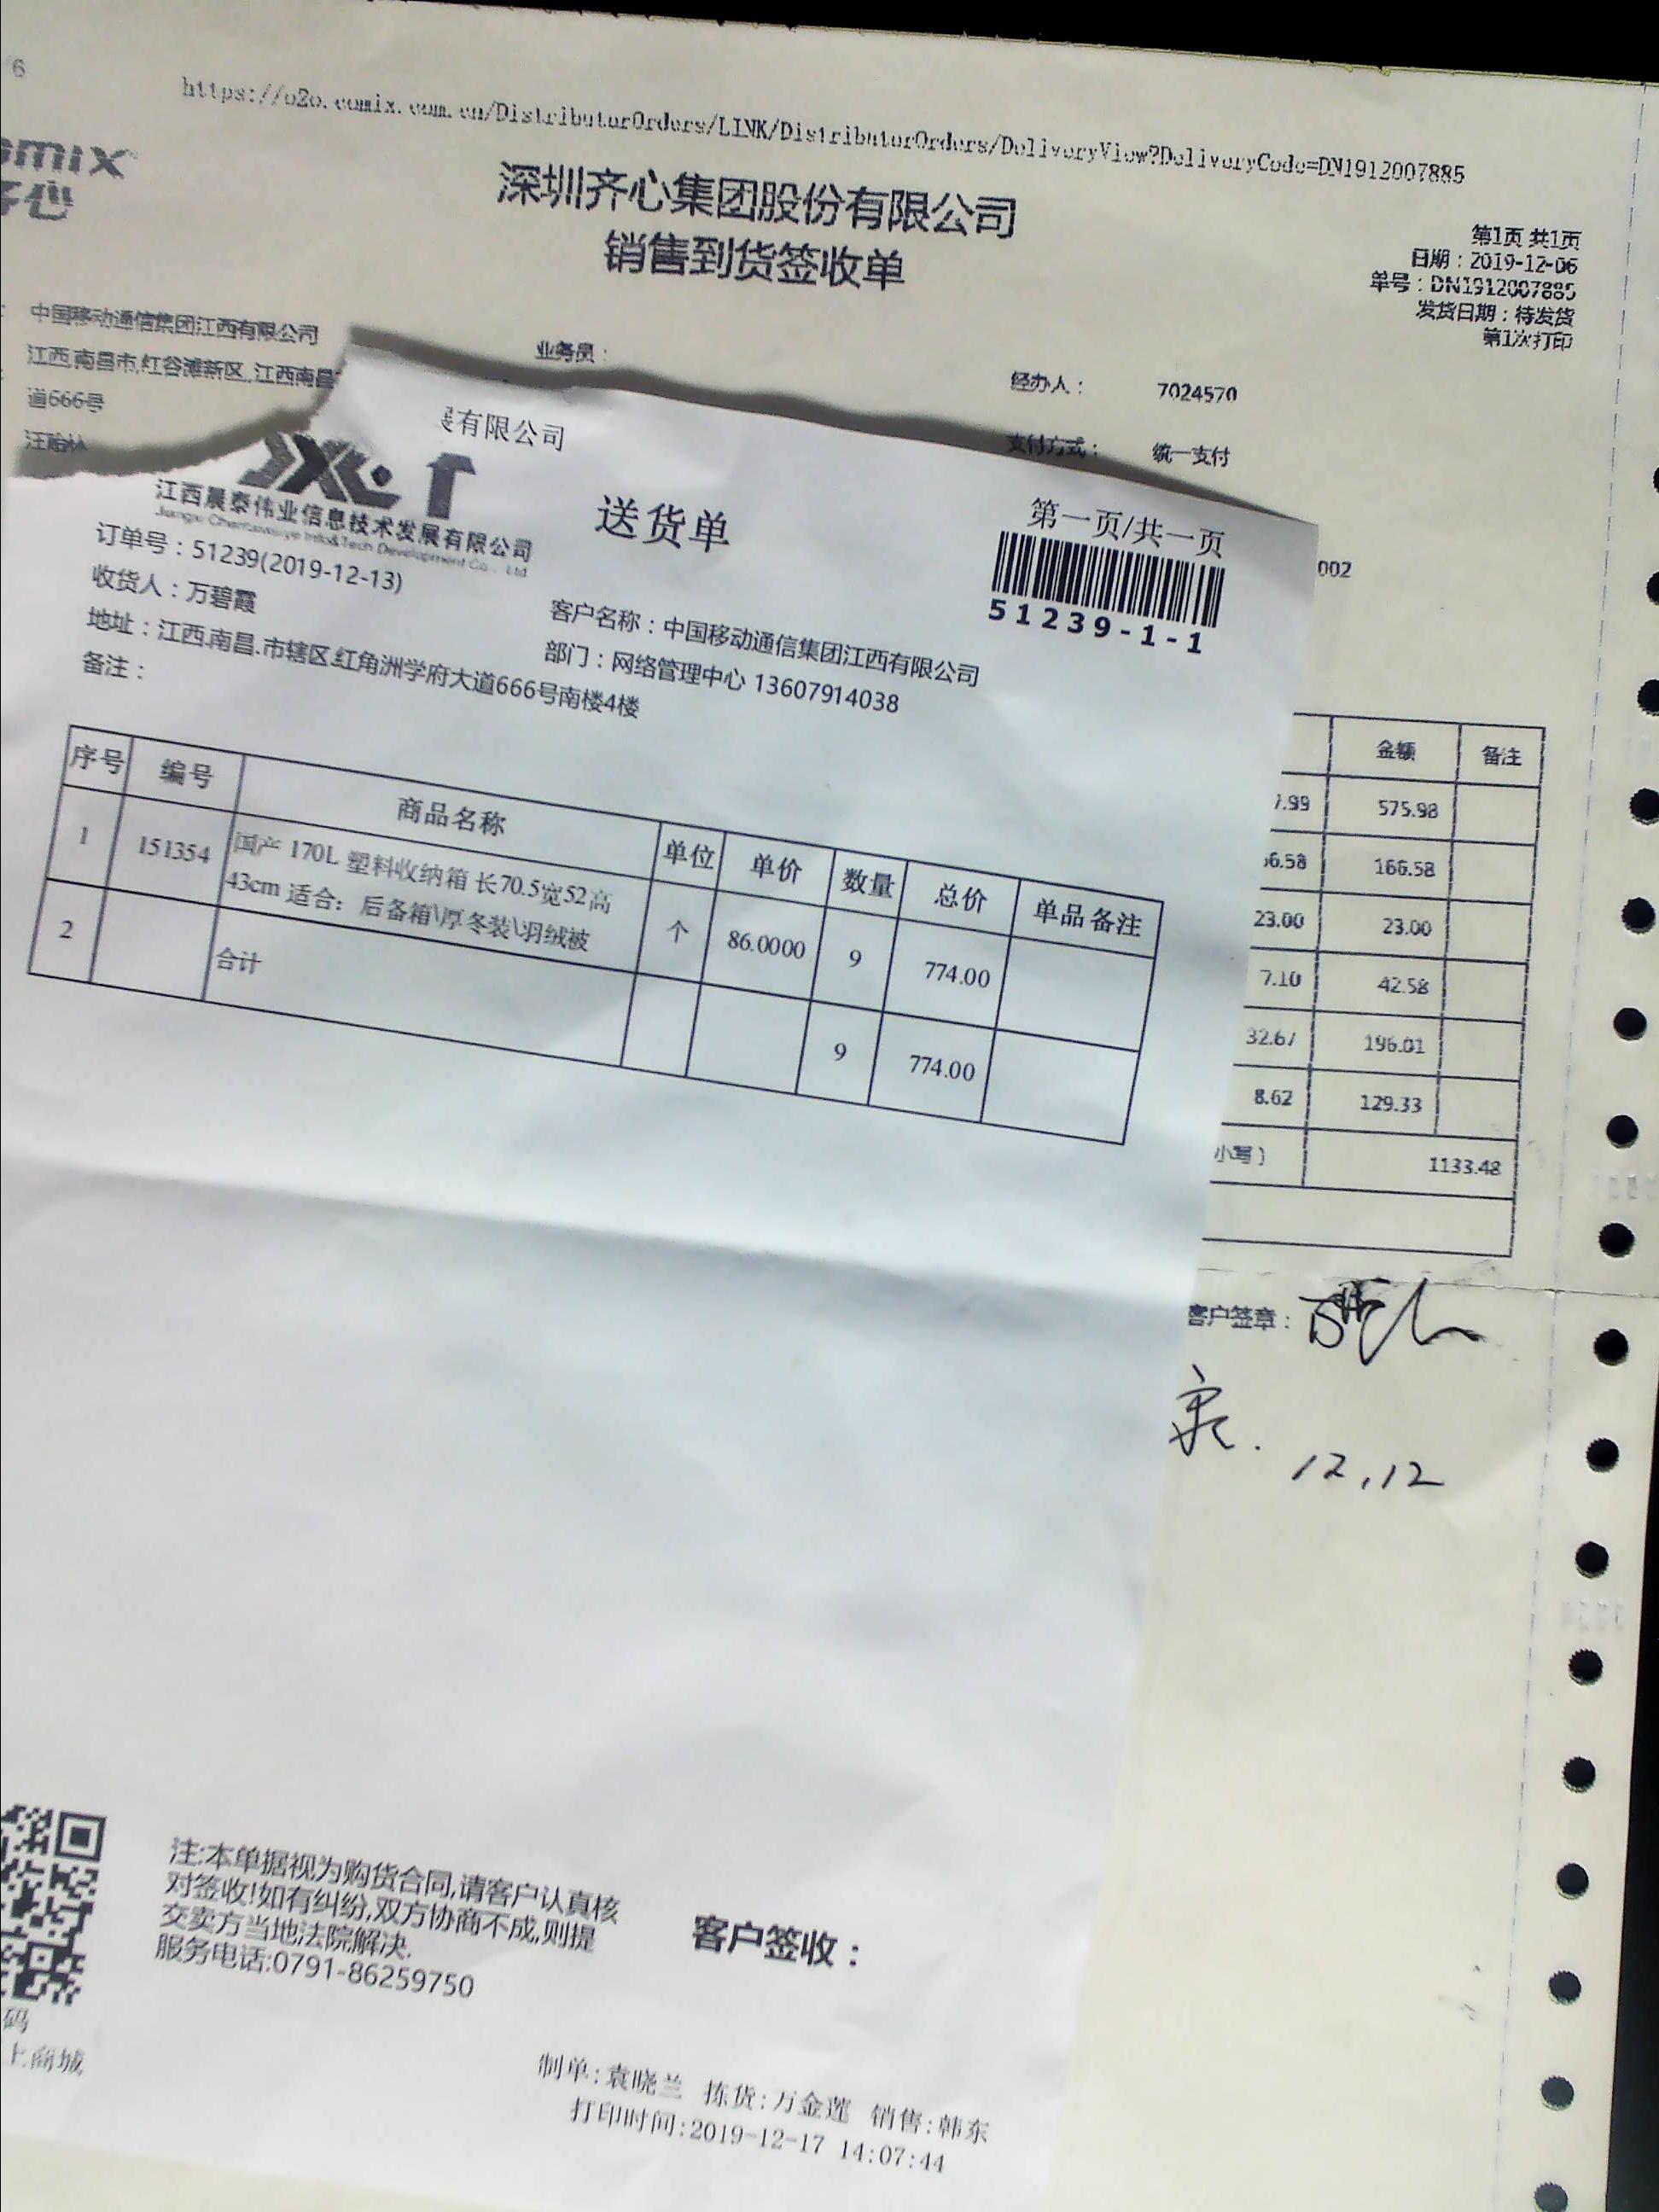 https://o2o.comix.com.cn/DistributorOrders/LINK/DistributorOrders/DeliveryView?DeliveryCode=DN1912007885
深圳齐心集团股份有限公司
销售到货签收单
第1页 共1页
日期：2019-12-06
单号：DN1912007885
发货日期：待发货
第1次打印
中国移动通信集团江西有限公司
业务员：
江西,南昌市,红谷滩新区,江西南昌
经办人： 7024570
道666号
支付方式： 统一支付
002
金额 备注
7.99 575.98
66.58 166.58
23.00 23.00
7.10 42.58
32.67 196.01
8.62 129.33
小写） 1133.48
客户签章：
12.12
有限公司
江西晨泰伟业信息技术发展有限公司
送货单
第一页/共一页
51239-1-1
订单号：51239(2019-12-13)
收货人：万碧霞
客户名称：中国移动通信集团江西有限公司
地址：江西.南昌.市辖区.红角洲学府大道666号南楼4楼
部门：网络管理中心 13607914038
备注：
序号 编号 商品名称 单位 单价 数量 总价 单品备注
1 151354 国产 170L 塑料收纳箱 长70.5宽52高
43cm 适合：后备箱\厚冬装\羽绒被 个 86.0000 9 774.00
2 合计 9 774.00
注:本单据视为购货合同,请客户认真核
对签收!如有纠纷,双方协商不成,则提
交卖方当地法院解决.
服务电话:0791-86259750
客户签收：
码
上商城
制单:袁晓兰 拣货:万金莲 销售:韩东
打印时间:2019-12-17 14:07:44